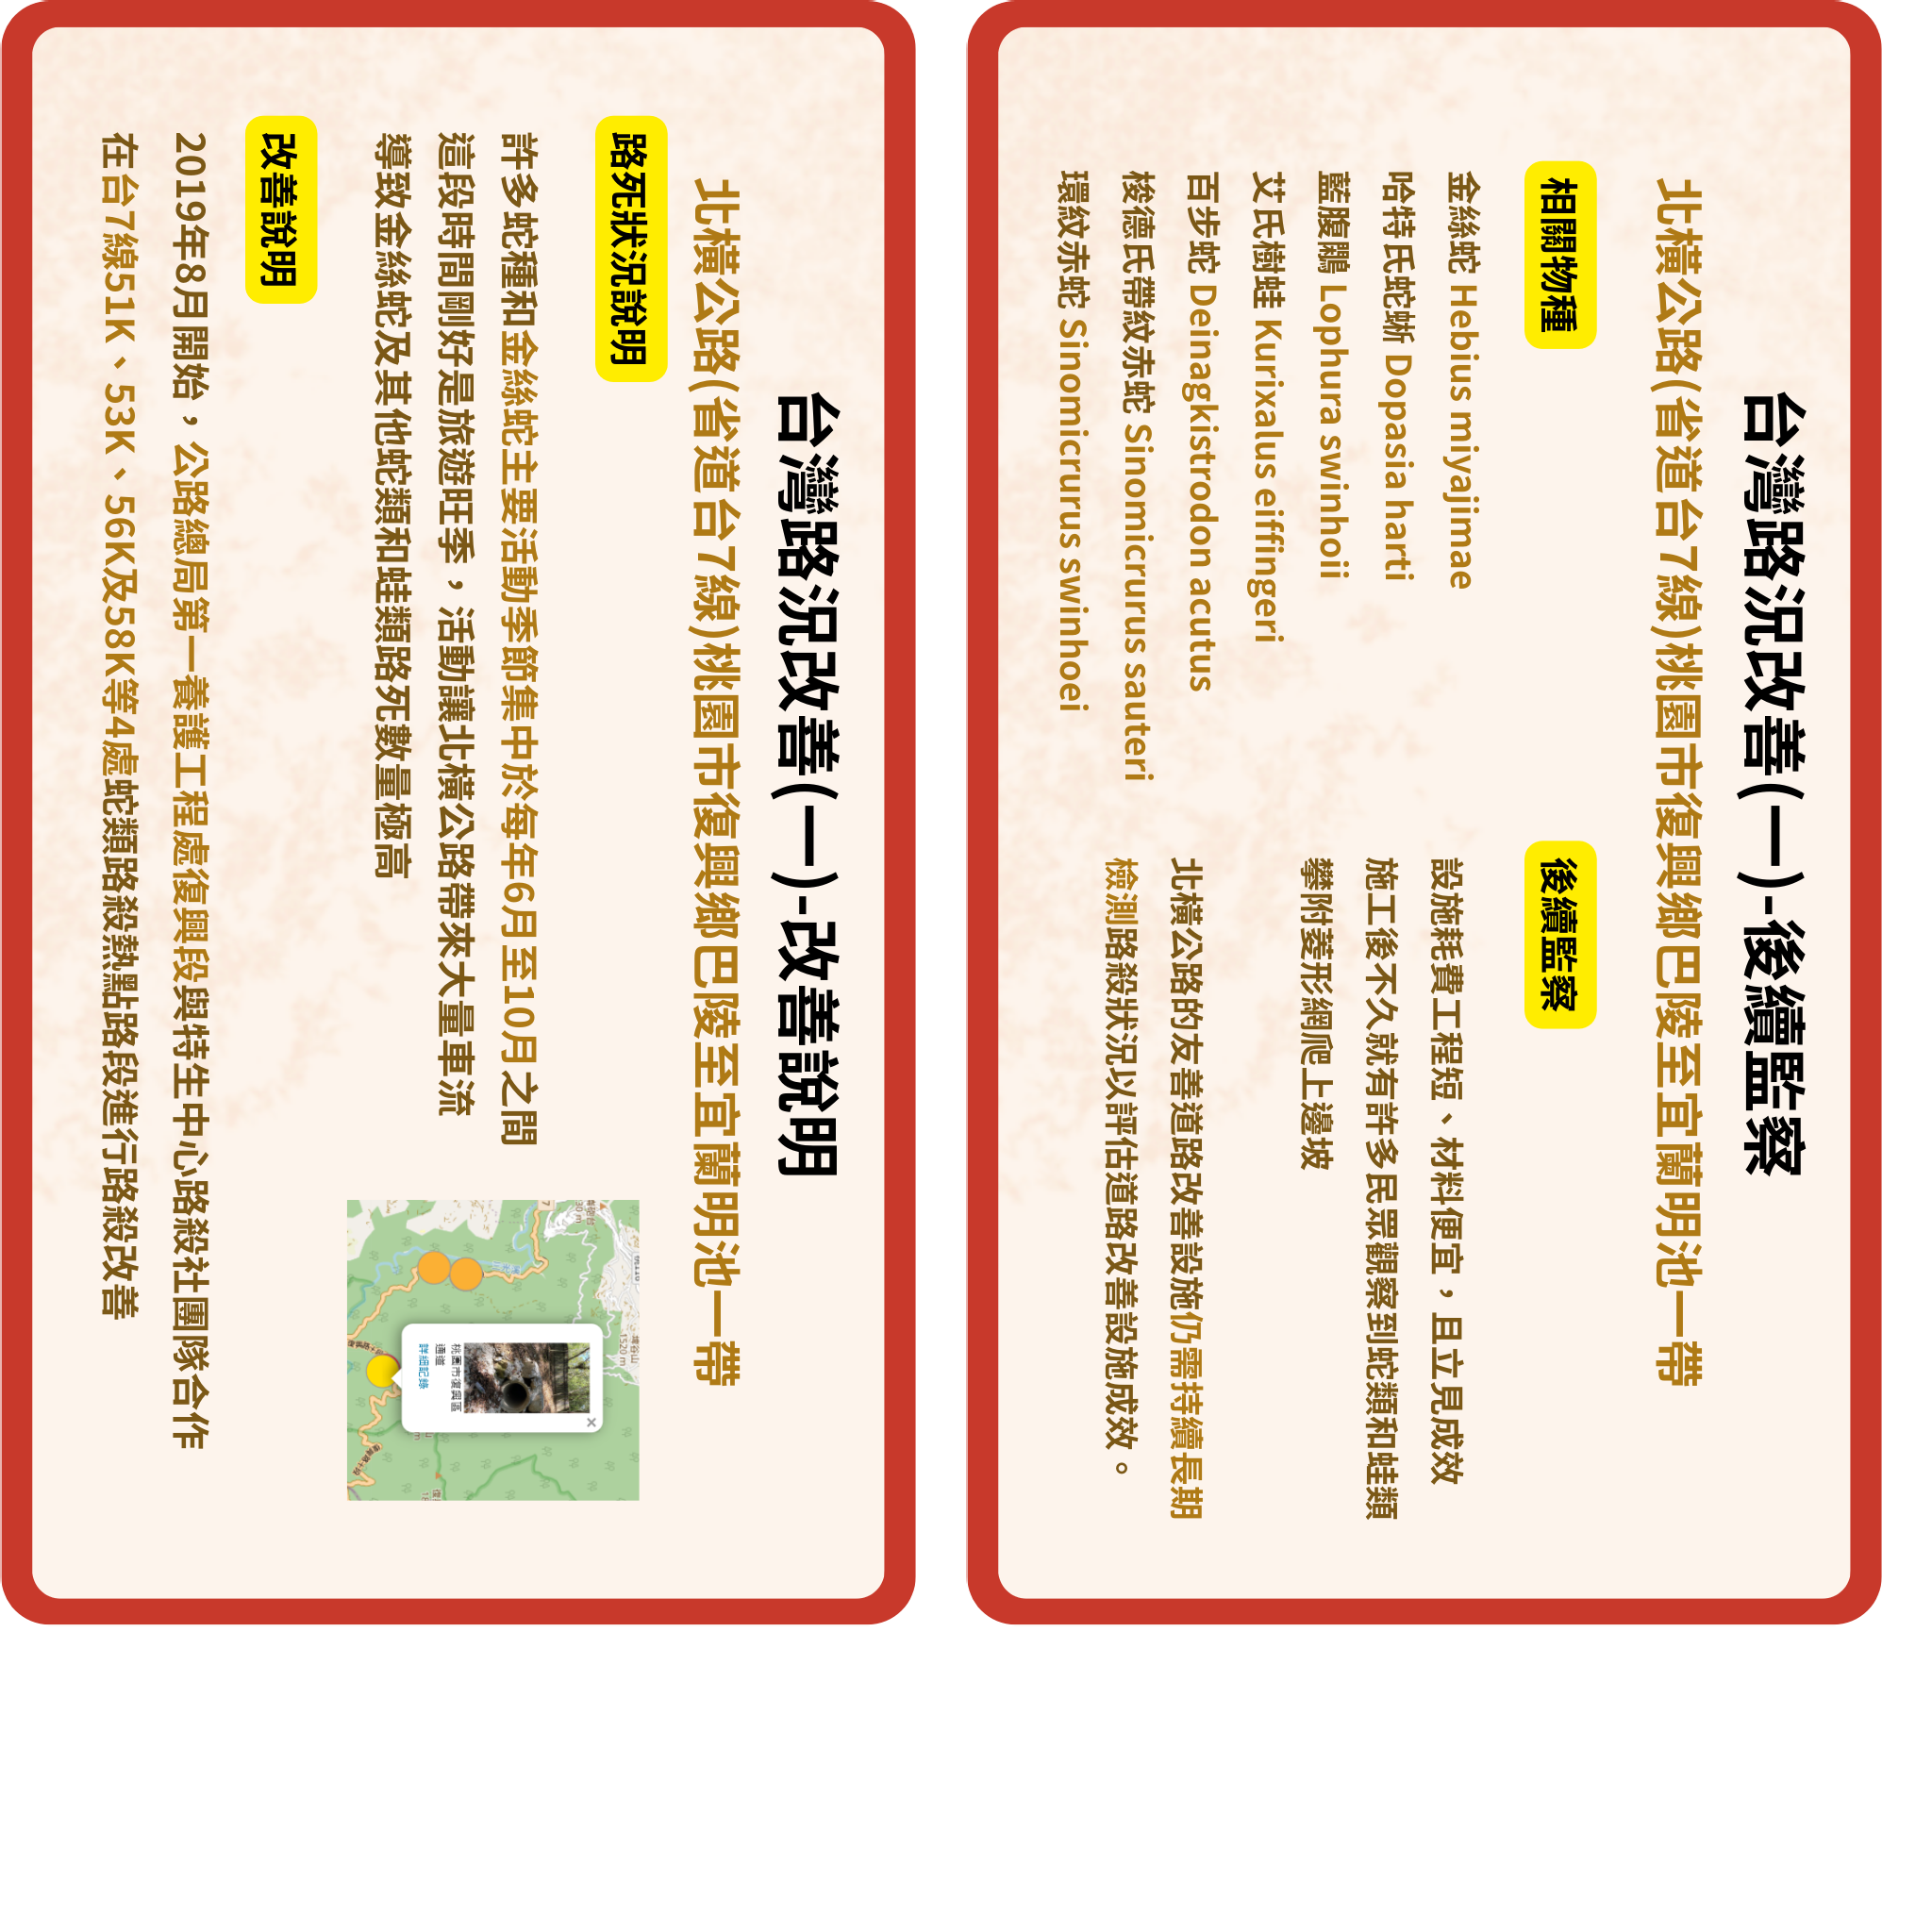 台灣路況改善(一)-改善說明
北橫公路(省道台7線)桃園市復興鄉巴陵至宜蘭明池一帶
路死狀況說明
許多蛇種和金絲蛇主要活動季節集中於每年6月至10月之間
這段時間剛好是旅遊旺季，活動讓北橫公路帶來大量車流
導致金絲蛇及其他蛇類和蛙類路死數量極高
桃園市復興區
通道
詳細記錄
1520 m
改善說明
2019年8月開始，公路總局第一養護工程處復興段與特生中心路殺社團隊合作
在台7線51K、53K、56K及58K等4處蛇類路殺熱點路段進行路殺改善
台灣路況改善(一)-後續監察
北橫公路(省道台7線)桃園市復興鄉巴陵至宜蘭明池一帶
相關物種
金絲蛇 Hebius miyajimae
哈特氏蛇蜥 Dopasia harti
藍腹鷴 Lophura swinhoii
艾氏樹蛙 Kurixalus eiffingeri
百步蛇 Deinagkistrodon acutus
梭德氏帶紋赤蛇 Sinomicrurus sauteri
環紋赤蛇 Sinomicrurus swinhoei
後續監察
設施耗費工程短、材料便宜，且立見成效
施工後不久就有許多民眾觀察到蛇類和蛙類
攀附菱形網爬上邊坡
北橫公路的友善道路改善設施仍需持續長期
檢測路殺狀況以評估道路改善設施成效。